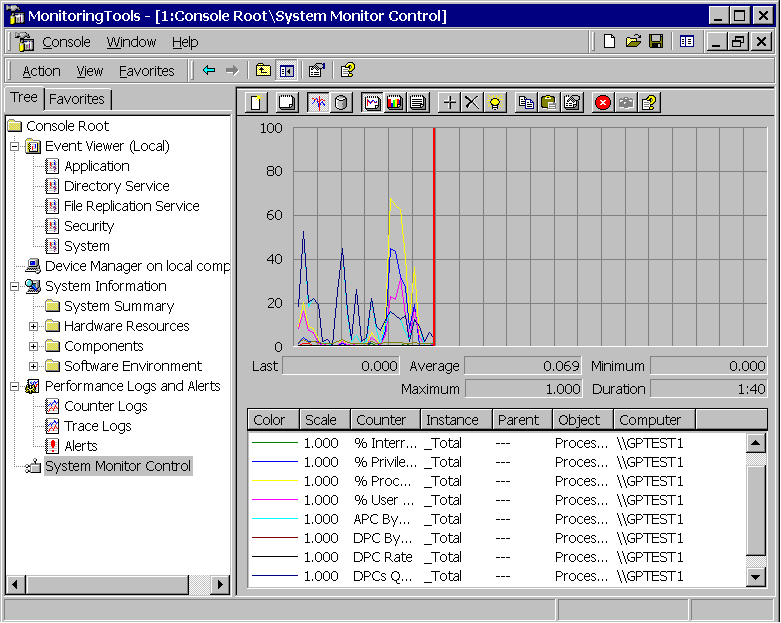 MonitoringTools - [1:Console Root\System Monitor Control]
Console Window Help
Action View Favorites
Tree Favorites
Console Root
Event Viewer (Local)
Application
Directory Service
File Replication Service
Security
System
Device Manager on local comp
System Information
System Summary
Hardware Resources
Components
Software Environment
Performance Logs and Alerts
Counter Logs
Trace Logs
Alerts
System Monitor Control
100
80
60
40
20
0
Last 0.000 Average 0.069 Minimum 0.000
Maximum 1.000 Duration 1:40
Color Scale Counter Instance Parent Object Computer
1.000 % Interr... _Total --- Proces... \\GPTEST1
1.000 % Privile... _Total --- Proces... \\GPTEST1
1.000 % Proc... _Total --- Proces... \\GPTEST1
1.000 % User ... _Total --- Proces... \\GPTEST1
1.000 APC By... _Total --- Proces... \\GPTEST1
1.000 DPC By... _Total --- Proces... \\GPTEST1
1.000 DPC Rate _Total --- Proces... \\GPTEST1
1.000 DPCs Q... _Total --- Proces... \\GPTEST1